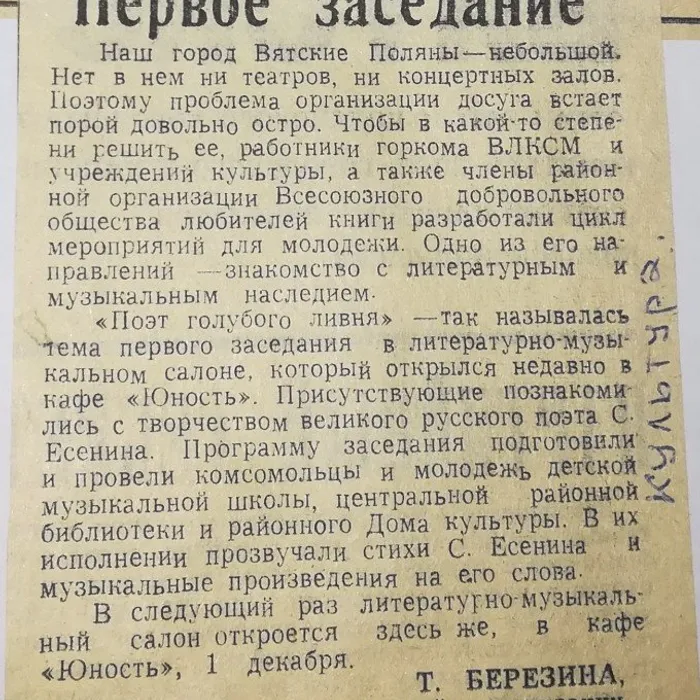 Первое заседание
Наш город Вятские Поляны—небольшой.
Нет в нем ни театров, ни концертных залов.
Поэтому проблема организации досуга встает
порой довольно остро. Чтобы в какой-то степе-
ни решить ее, работники горкома ВЛКСМ и
учреждений культуры, а также члены район-
ной организации Всесоюзного добровольного
общества любителей книги разработали цикл
мероприятий для молодежи. Одно из его на-
правлений —знакомство с литературным и
музыкальным наследием.
«Поэт голубого ливня» —так называлась
тема первого заседания в литературно-музы-
кальном салоне, который открылся недавно в
кафе «Юность». Присутствующие познакоми-
лись с творчеством великого русского поэта С.
Есенина. Программу заседания подготовили
и провели комсомольцы и молодежь детской
музыкальной школы, центральной районной
библиотеки и районного Дома культуры. В их
исполнении прозвучали стихи С. Есенина и
музыкальные произведения на его слова.
В следующий раз литературно-музыкаль-
ный салон откроется здесь же, в кафе
«Юность», 1 декабря.
Т. БЕРЕЗИНА,
культура